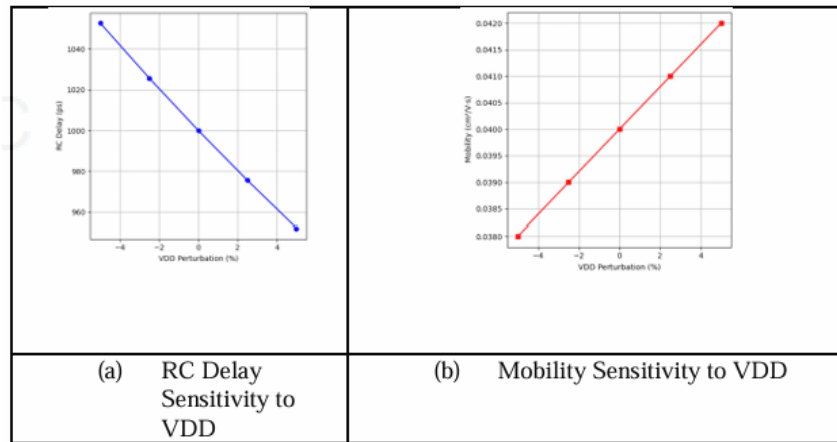 1040
1020
1000
980
960
RC Delay (ps)
−4 −2 0 2 4
VDD Perturbation (%)
0.0420
0.0415
0.0410
0.0405
0.0400
0.0395
0.0390
0.0385
0.0380
Mobility (cm²/V·s)
−4 −2 0 2 4
VDD Perturbation (%)
(a) RC Delay
Sensitivity to
VDD
(b) Mobility Sensitivity to VDD